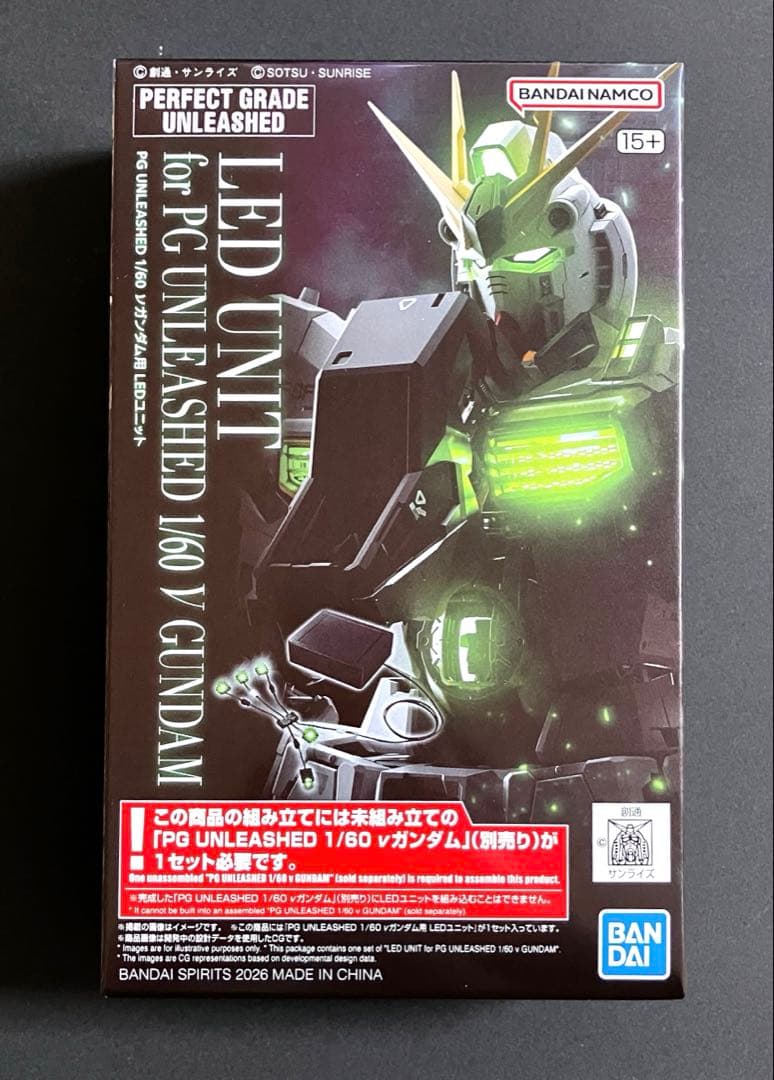 ©創通・サンライズ ©SOTSU・SUNRISE
PERFECT GRADE
UNLEASHED
BANDAI NAMCO
15+
LED UNIT
for PG UNLEASHED 1/60 ν GUNDAM
PG UNLEASHED 1/60 νガンダム用 LEDユニット
！この商品の組み立てには未組み立ての
「PG UNLEASHED 1/60 νガンダム」(別売り)が
1セット必要です。
One unassembled "PG UNLEASHED 1/60 ν GUNDAM" (sold separately) is required to assemble this product.
※完成した「PG UNLEASHED 1/60 νガンダム」(別売り)にLEDユニットを組み込むことはできません。
* It cannot be built into an assembled "PG UNLEASHED 1/60 ν GUNDAM" (sold separately).
©創通
サンライズ
※掲載の画像はイメージです。 ※この商品には「PG UNLEASHED 1/60 νガンダム用 LEDユニット」が1セット入っています。
※商品画像は開発中の設計データを使用したCGです。
* Images are for illustrative purposes only. * This package contains one set of "LED UNIT for PG UNLEASHED 1/60 ν GUNDAM".
* The images are CG representations based on developmental design data.
BANDAI SPIRITS 2026 MADE IN CHINA
BAN
DAI